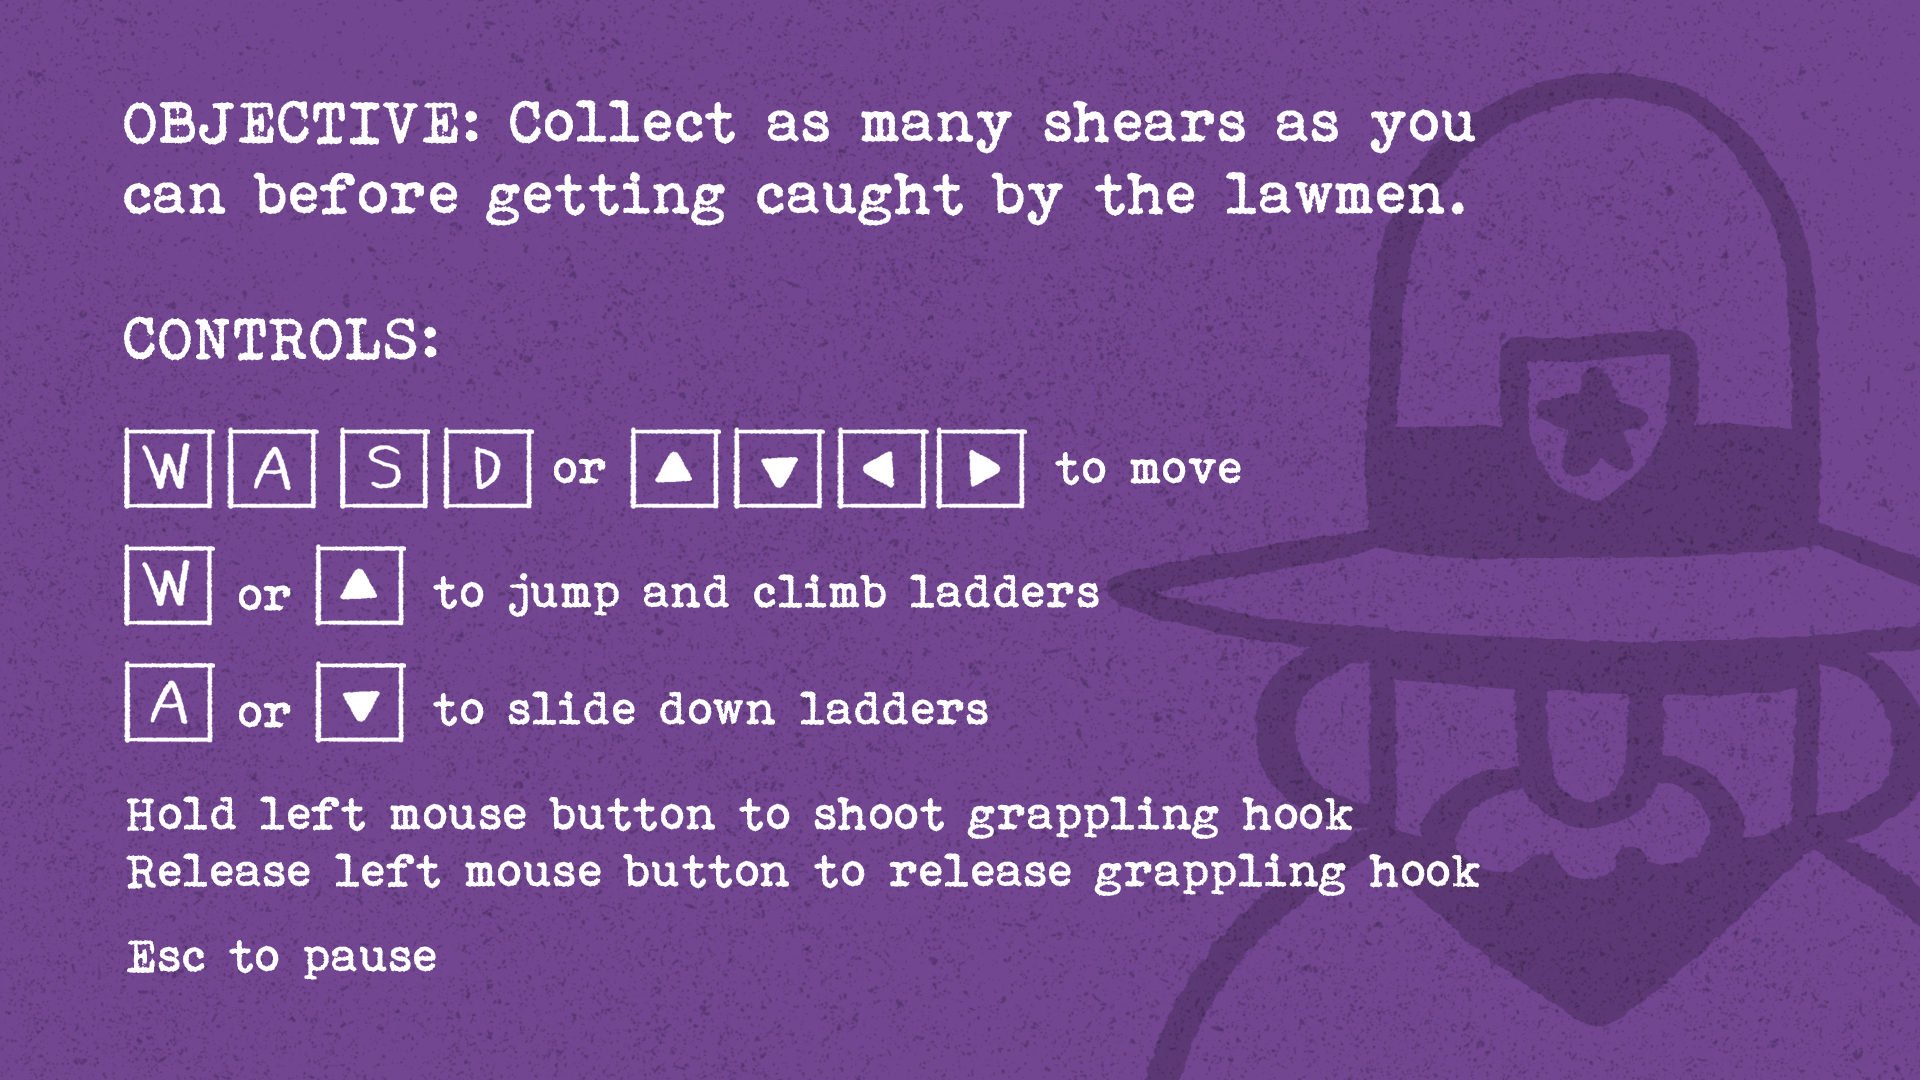 OBJECTIVE: Collect as many shears as you
can before getting caught by the lawmen.
CONTROLS:
W A S D or ▲ ▼ ◀ ▶ to move
W or ▲ to jump and climb ladders
A or ▼ to slide down ladders
Hold left mouse button to shoot grappling hook
Release left mouse button to release grappling hook
Esc to pause